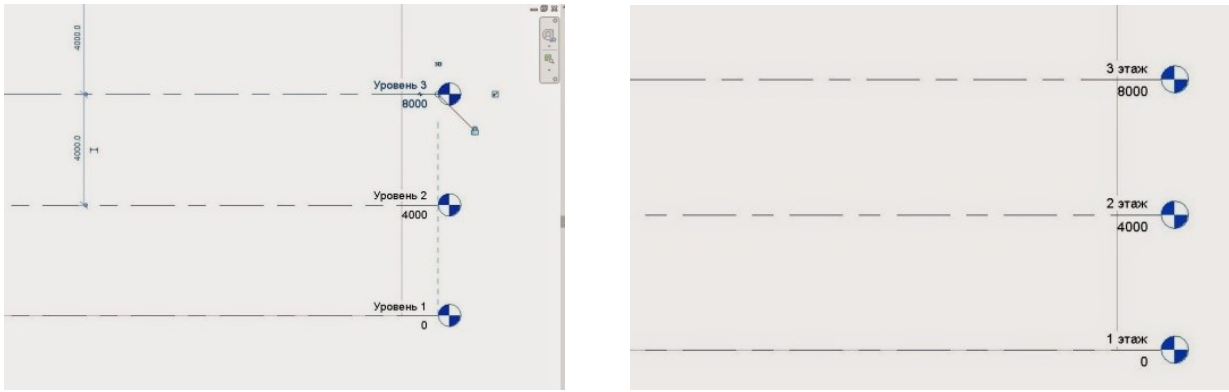 4000.0
3D
Уровень 3
8000
4000.0
Уровень 2
4000
Уровень 1
0
3 этаж
8000
2 этаж
4000
1 этаж
0